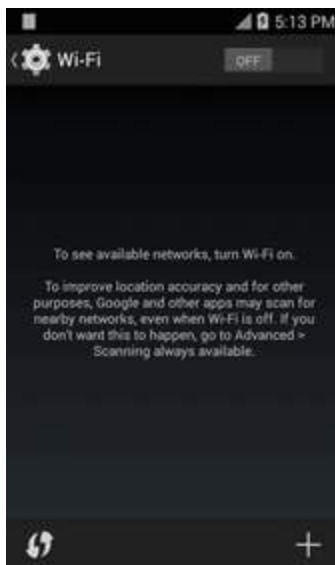 5:13 PM
Wi-Fi
OFF
To see available networks, turn Wi-Fi on.
To improve location accuracy and for other
purposes, Google and other apps may scan for
nearby networks, even when Wi-Fi is off. If you
don't want this to happen, go to Advanced >
Scanning always available.